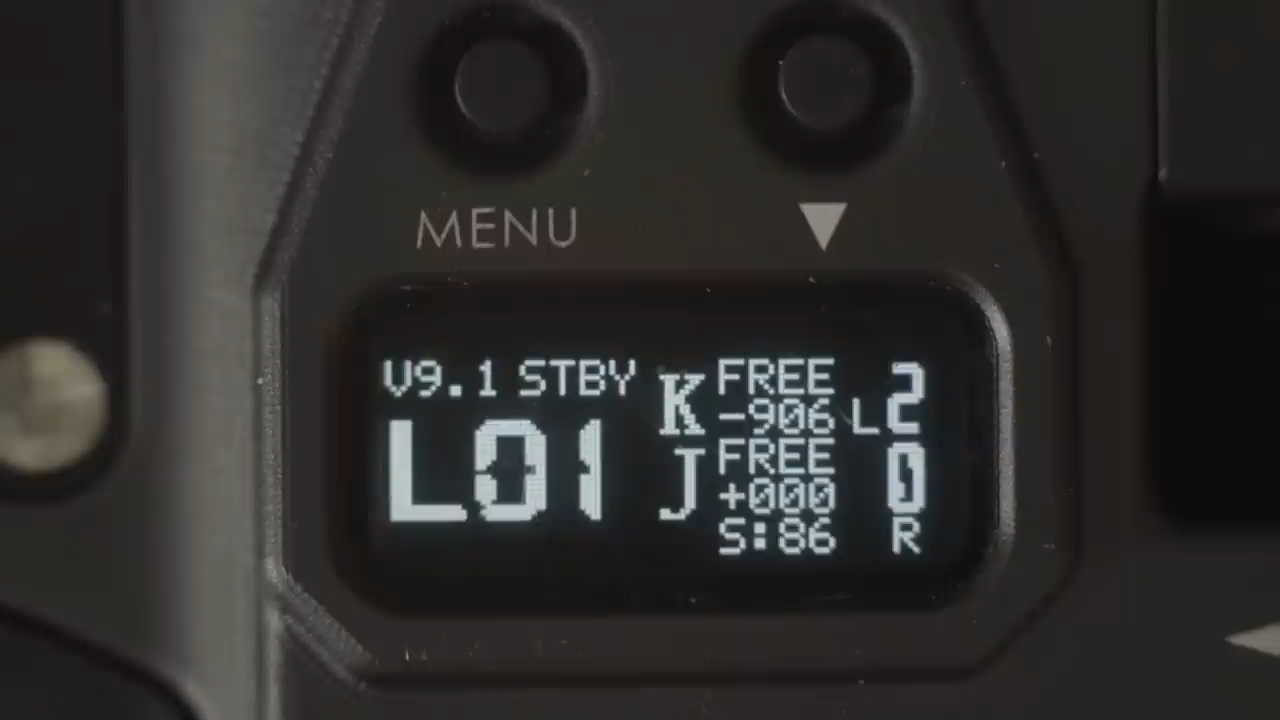 MENU
V9.1 STBY
L01
K FREE
-906
J FREE
+000
S:86
L 2
0
R